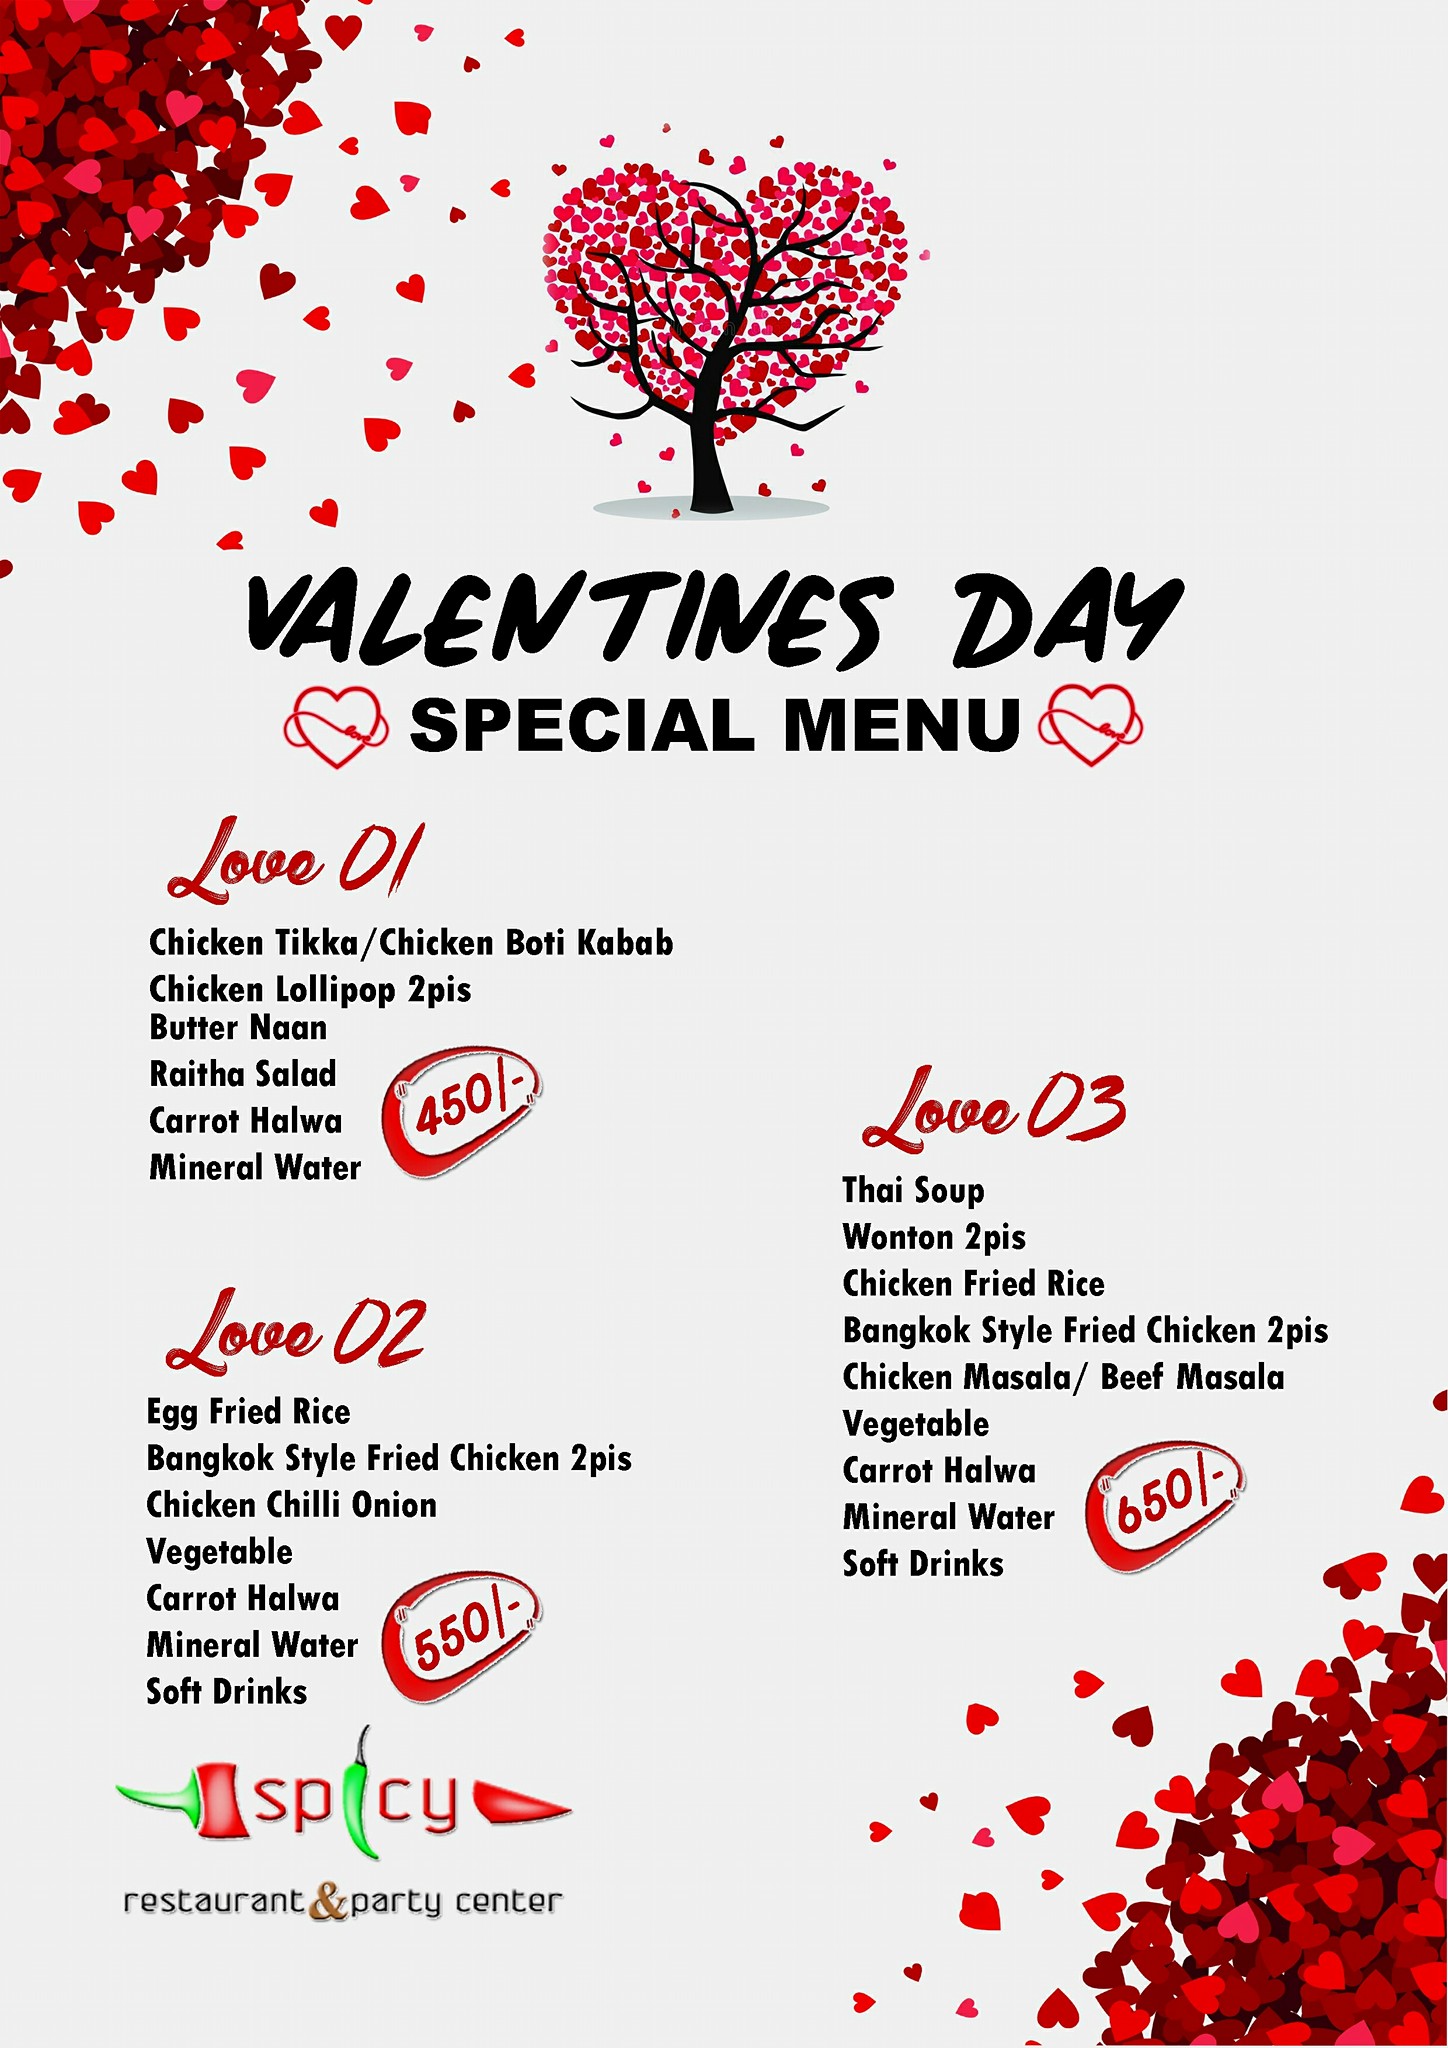 VALENTINES DAY
love SPECIAL MENU love
Love 01
Chicken Tikka/Chicken Boti Kabab
Chicken Lollipop 2pis
Butter Naan
Raitha Salad
Carrot Halwa
Mineral Water
450/-
Love 02
Egg Fried Rice
Bangkok Style Fried Chicken 2pis
Chicken Chilli Onion
Vegetable
Carrot Halwa
Mineral Water
Soft Drinks
550/-
Love 03
Thai Soup
Wonton 2pis
Chicken Fried Rice
Bangkok Style Fried Chicken 2pis
Chicken Masala/ Beef Masala
Vegetable
Carrot Halwa
Mineral Water
Soft Drinks
650/-
spicy
restaurant & party center